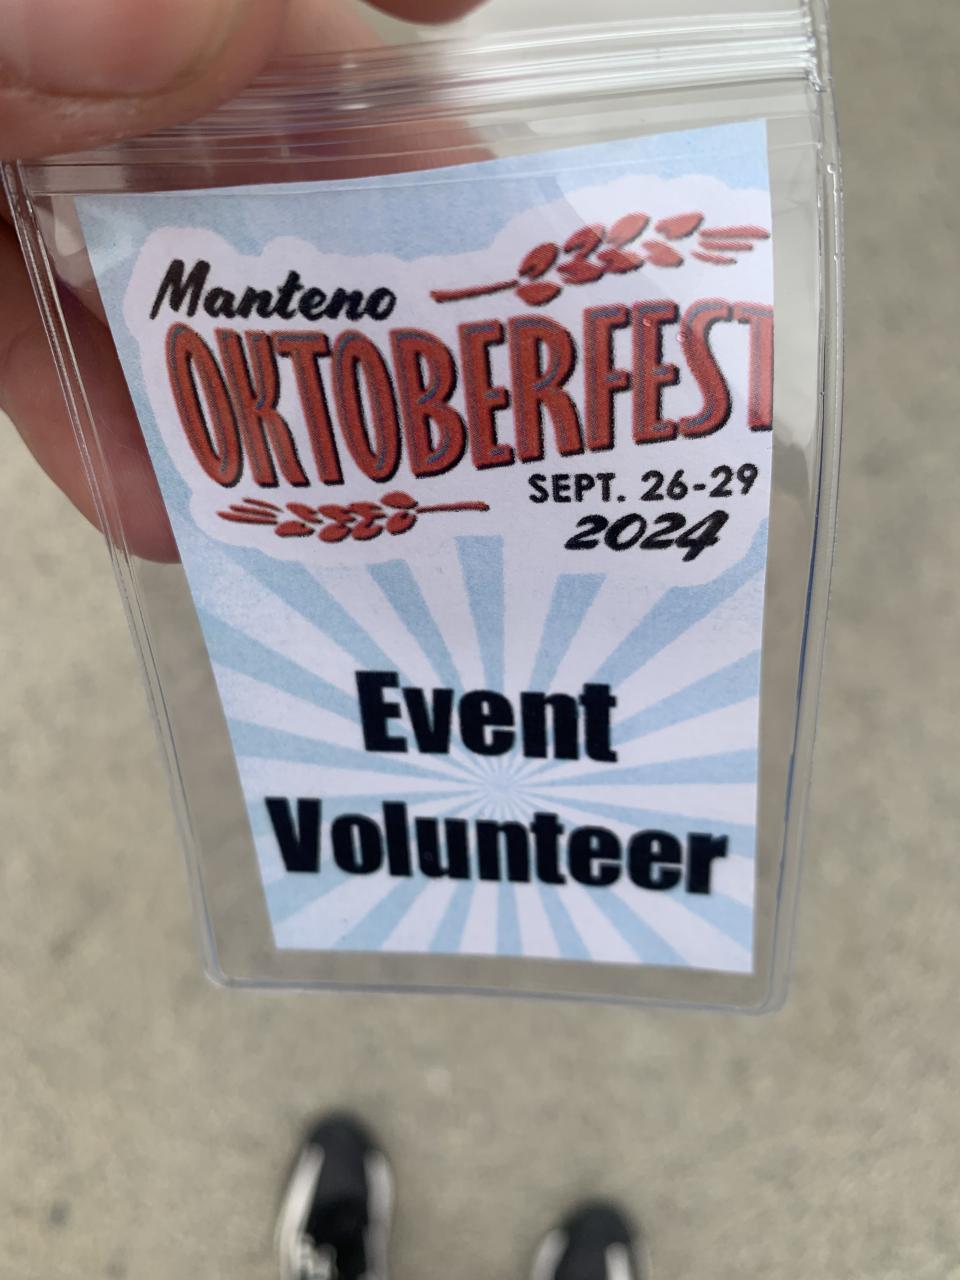 Manteno
OKTOBERFEST
SEPT. 26-29
2024
Event
Volunteer